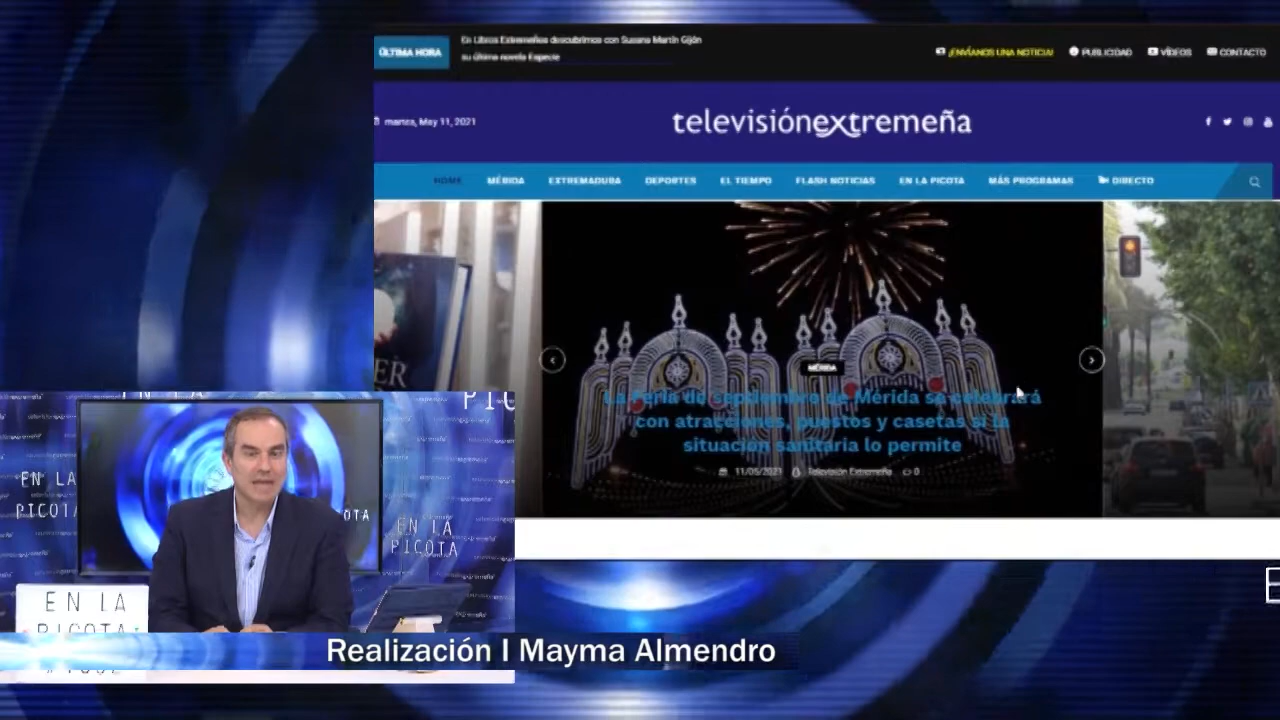 ÚLTIMA HORA
En Libros Extremeños descubrimos con Susana Martín Gijón
su última novela Especie
¡ENVÍANOS UNA NOTICIA!
PUBLICIDAD
VÍDEOS
CONTACTO
martes, May 11, 2021
televisiónextremeña
HOME
MÉRIDA
EXTREMADURA
DEPORTES
EL TIEMPO
FLASH NOTICIAS
EN LA PICOTA
MÁS PROGRAMAS
DIRECTO
MÉRIDA
La Feria de septiembre de Mérida se celebrará
con atracciones, puestos y casetas si la
situación sanitaria lo permite
11/05/2021
Televisión Extremeña
0
EN LA
PICOTA
OTA
EN LA
PICOTA
EN LA
PICOTA
Realización I Mayma Almendro